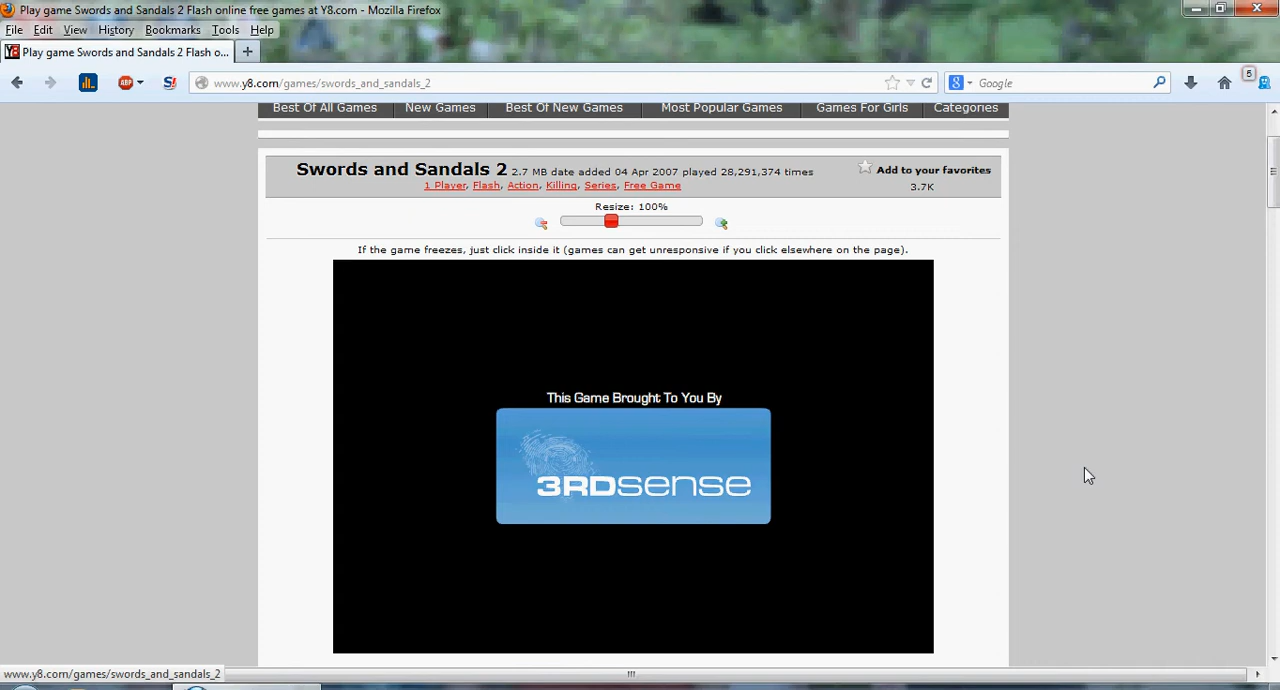 Play game Swords and Sandals 2 Flash online free games at Y8.com - Mozilla Firefox
File Edit View History Bookmarks Tools Help
Y8 Play game Swords and Sandals 2 Flash o... +
ABP S! www.y8.com/games/swords_and_sandals_2 8 Google 5
Best Of All Games New Games Best Of New Games Most Popular Games Games For Girls Categories
Swords and Sandals 2 2.7 MB date added 04 Apr 2007 played 28,291,374 times Add to your favorites
1 Player, Flash, Action, Killing, Series, Free Game 3.7K
Resize: 100%
If the game freezes, just click inside it (games can get unresponsive if you click elsewhere on the page).
This Game Brought To You By
3RDsense
www.y8.com/games/swords_and_sandals_2